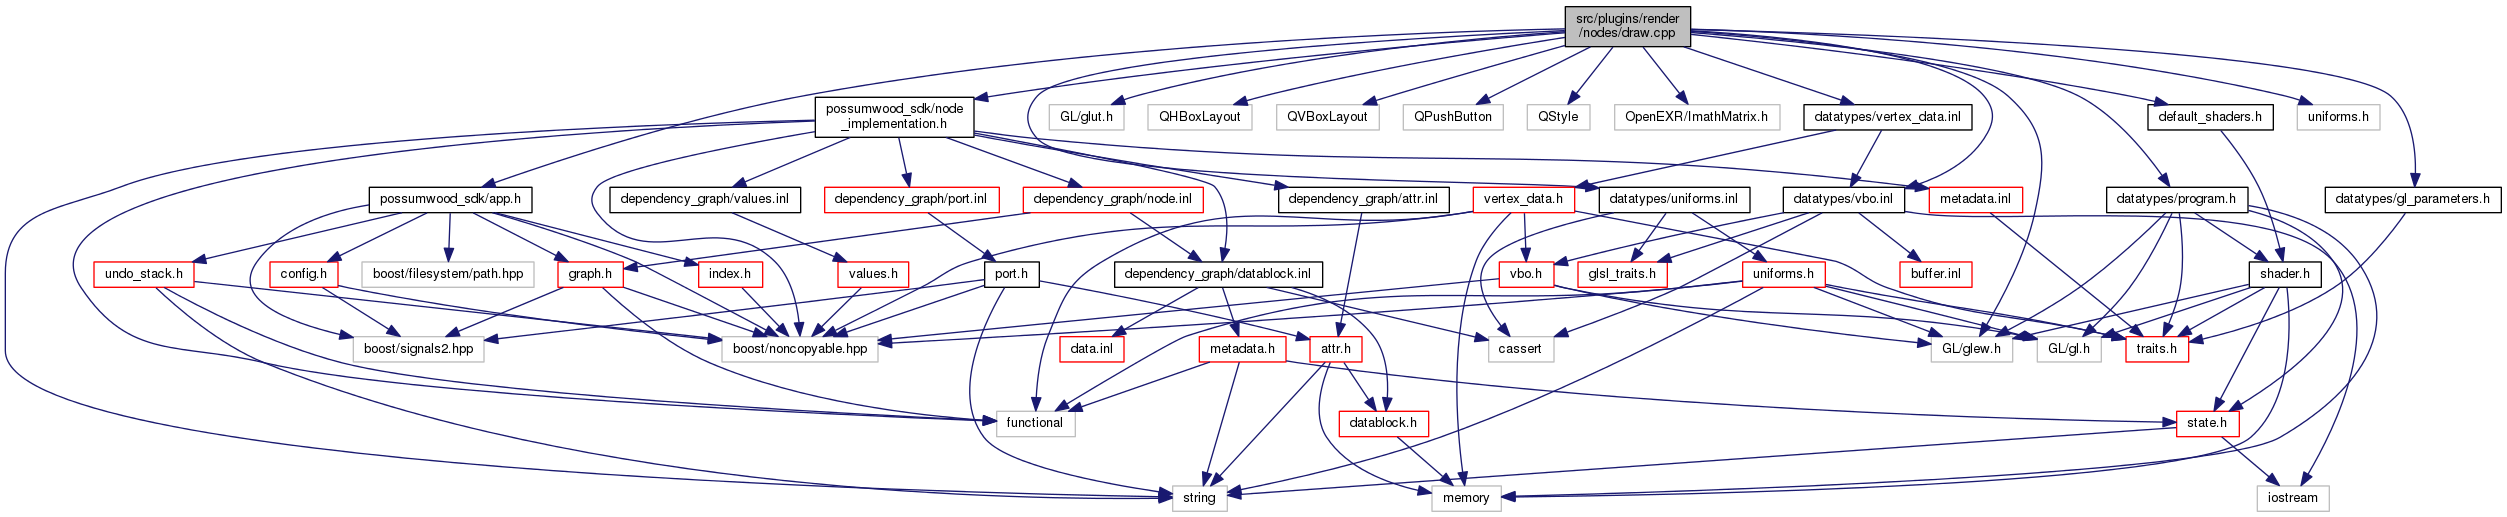 src/plugins/render
/nodes/draw.cpp
possumwood_sdk/node
_implementation.h
GL/glut.h
QHBoxLayout
QVBoxLayout
QPushButton
QStyle
OpenEXR/ImathMatrix.h
datatypes/vertex_data.inl
default_shaders.h
uniforms.h
possumwood_sdk/app.h
dependency_graph/values.inl
dependency_graph/port.inl
dependency_graph/node.inl
dependency_graph/attr.inl
vertex_data.h
datatypes/uniforms.inl
datatypes/vbo.inl
metadata.inl
datatypes/program.h
datatypes/gl_parameters.h
undo_stack.h
config.h
boost/filesystem/path.hpp
graph.h
index.h
values.h
port.h
dependency_graph/datablock.inl
vbo.h
glsl_traits.h
uniforms.h
buffer.inl
shader.h
boost/signals2.hpp
boost/noncopyable.hpp
data.inl
metadata.h
attr.h
cassert
GL/glew.h
GL/gl.h
traits.h
functional
datablock.h
state.h
string
memory
iostream